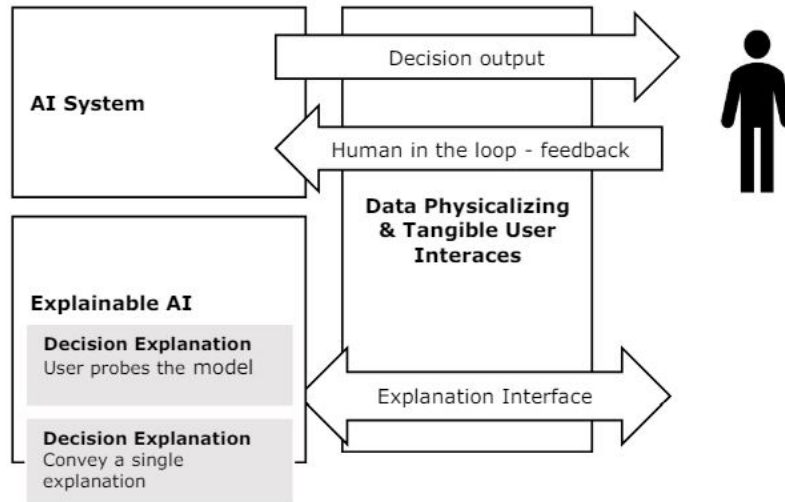 Decision output
AI System
Human in the loop - feedback
Data Physicalizing
& Tangible User
Interaces
Explainable AI
Decision Explanation
User probes the model
Explanation Interface
Decision Explanation
Convey a single
explanation